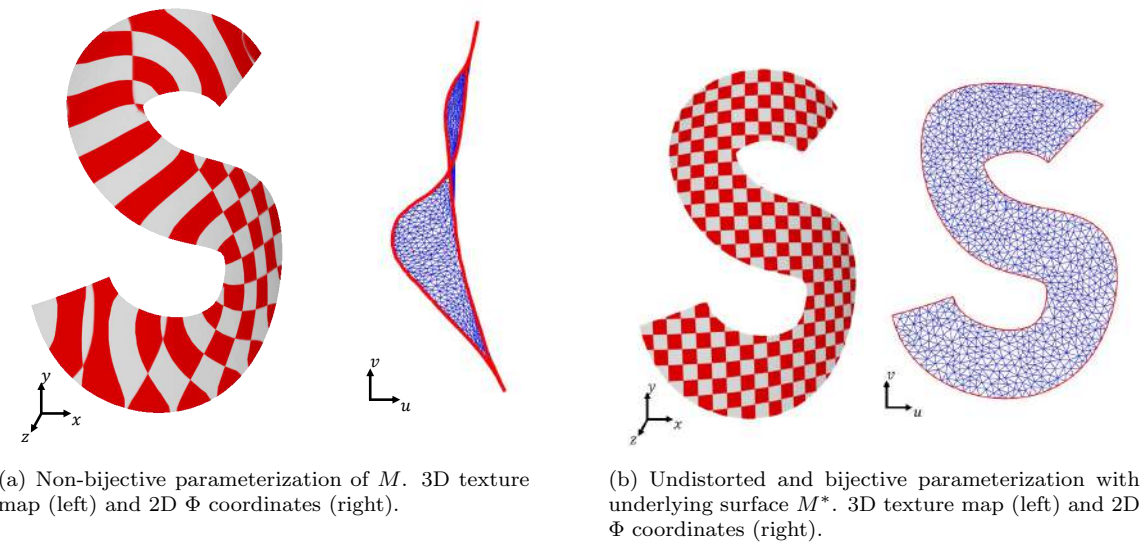 y
x
z
v
u
y
x
z
v
u
(a) Non-bijective parameterization of M. 3D texture
map (left) and 2D Φ coordinates (right).
(b) Undistorted and bijective parameterization with
underlying surface M*. 3D texture map (left) and 2D
Φ coordinates (right).